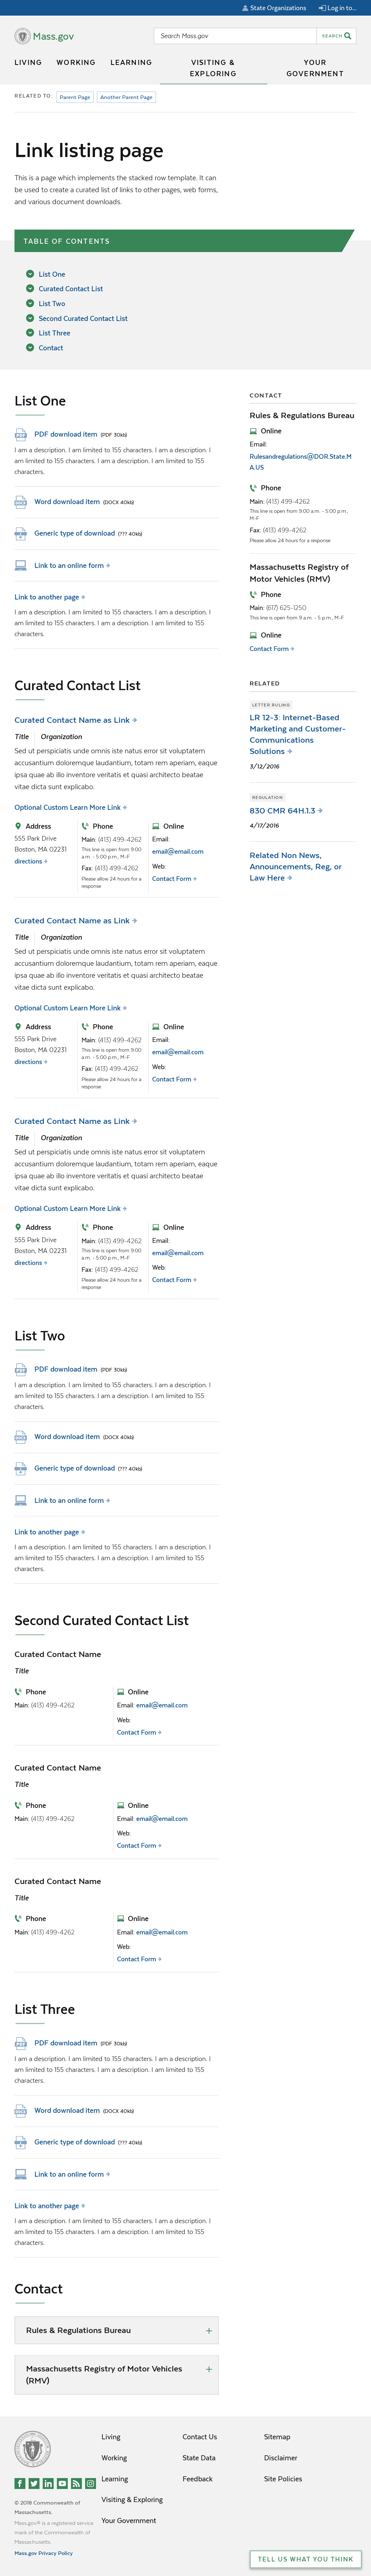 State Organizations
Log in to...
Mass.gov
Search Mass.gov
SEARCH
LIVING
WORKING
LEARNING
VISITING &
EXPLORING
YOUR
GOVERNMENT
RELATED TO:
Parent Page
Another Parent Page
Link listing page
This is a page which implements the stacked row template. It can
be used to create a curated list of links to other pages, web forms,
and various document downloads.
TABLE OF CONTENTS
List One
Curated Contact List
List Two
Second Curated Contact List
List Three
Contact
List One
PDF download item (PDF 30kb)
I am a description. I am limited to 155 characters. I am a description. I
am limited to 155 characters. I am a description. I am limited to 155
characters.
Word download item (DOCX 40kb)
Generic type of download (??? 40kb)
Link to an online form
Link to another page
I am a description. I am limited to 155 characters. I am a description. I
am limited to 155 characters. I am a description. I am limited to 155
characters.
Curated Contact List
Curated Contact Name as Link
Title
Organization
Sed ut perspiciatis unde omnis iste natus error sit voluptatem
accusantium doloremque laudantium, totam rem aperiam, eaque
ipsa quae ab illo inventore veritatis et quasi architecto beatae
vitae dicta sunt explicabo.
Optional Custom Learn More Link
Address
555 Park Drive
Boston, MA 02231
directions
Phone
Main: (413) 499-4262
This line is open from 9:00
a.m. - 5:00 p.m., M-F
Fax: (413) 499-4262
Please allow 24 hours for a
response
Online
Email:
email@email.com
Web:
Contact Form
Curated Contact Name as Link
Title
Organization
Sed ut perspiciatis unde omnis iste natus error sit voluptatem
accusantium doloremque laudantium, totam rem aperiam, eaque
ipsa quae ab illo inventore veritatis et quasi architecto beatae
vitae dicta sunt explicabo.
Optional Custom Learn More Link
Address
555 Park Drive
Boston, MA 02231
directions
Phone
Main: (413) 499-4262
This line is open from 9:00
a.m. - 5:00 p.m., M-F
Fax: (413) 499-4262
Please allow 24 hours for a
response
Online
Email:
email@email.com
Web:
Contact Form
Curated Contact Name as Link
Title
Organization
Sed ut perspiciatis unde omnis iste natus error sit voluptatem
accusantium doloremque laudantium, totam rem aperiam, eaque
ipsa quae ab illo inventore veritatis et quasi architecto beatae
vitae dicta sunt explicabo.
Optional Custom Learn More Link
Address
555 Park Drive
Boston, MA 02231
directions
Phone
Main: (413) 499-4262
This line is open from 9:00
a.m. - 5:00 p.m., M-F
Fax: (413) 499-4262
Please allow 24 hours for a
response
Online
Email:
email@email.com
Web:
Contact Form
List Two
PDF download item (PDF 30kb)
I am a description. I am limited to 155 characters. I am a description. I
am limited to 155 characters. I am a description. I am limited to 155
characters.
Word download item (DOCX 40kb)
Generic type of download (??? 40kb)
Link to an online form
Link to another page
I am a description. I am limited to 155 characters. I am a description. I
am limited to 155 characters. I am a description. I am limited to 155
characters.
Second Curated Contact List
Curated Contact Name
Title
Phone
Main: (413) 499-4262
Online
Email: email@email.com
Web:
Contact Form
Curated Contact Name
Title
Phone
Main: (413) 499-4262
Online
Email: email@email.com
Web:
Contact Form
Curated Contact Name
Title
Phone
Main: (413) 499-4262
Online
Email: email@email.com
Web:
Contact Form
List Three
PDF download item (PDF 30kb)
I am a description. I am limited to 155 characters. I am a description. I
am limited to 155 characters. I am a description. I am limited to 155
characters.
Word download item (DOCX 40kb)
Generic type of download (??? 40kb)
Link to an online form
Link to another page
I am a description. I am limited to 155 characters. I am a description. I
am limited to 155 characters. I am a description. I am limited to 155
characters.
Contact
Rules & Regulations Bureau
Massachusetts Registry of Motor Vehicles
(RMV)
CONTACT
Rules & Regulations Bureau
Online
Email:
Rulesandregulations@DOR.State.M
A.US
Phone
Main: (413) 499-4262
This line is open from 9:00 a.m. - 5:00 p.m.,
M-F
Fax: (413) 499-4262
Please allow 24 hours for a response
Massachusetts Registry of
Motor Vehicles (RMV)
Phone
Main: (617) 625-1250
This line is open from 9 a.m. - 5 p.m., M-F
Online
Contact Form
RELATED
LETTER RULING
LR 12-3: Internet-Based
Marketing and Customer-
Communications
Solutions
3/12/2016
REGULATION
830 CMR 64H.1.3
4/17/2016
Related Non News,
Announcements, Reg, or
Law Here
Living
Working
Learning
Visiting & Exploring
Your Government
Contact Us
State Data
Feedback
Sitemap
Disclaimer
Site Policies
© 2018 Commonwealth of
Massachusetts.
Mass.gov® is a registered service
mark of the Commonwealth of
Massachusetts.
Mass.gov Privacy Policy
TELL US WHAT YOU THINK